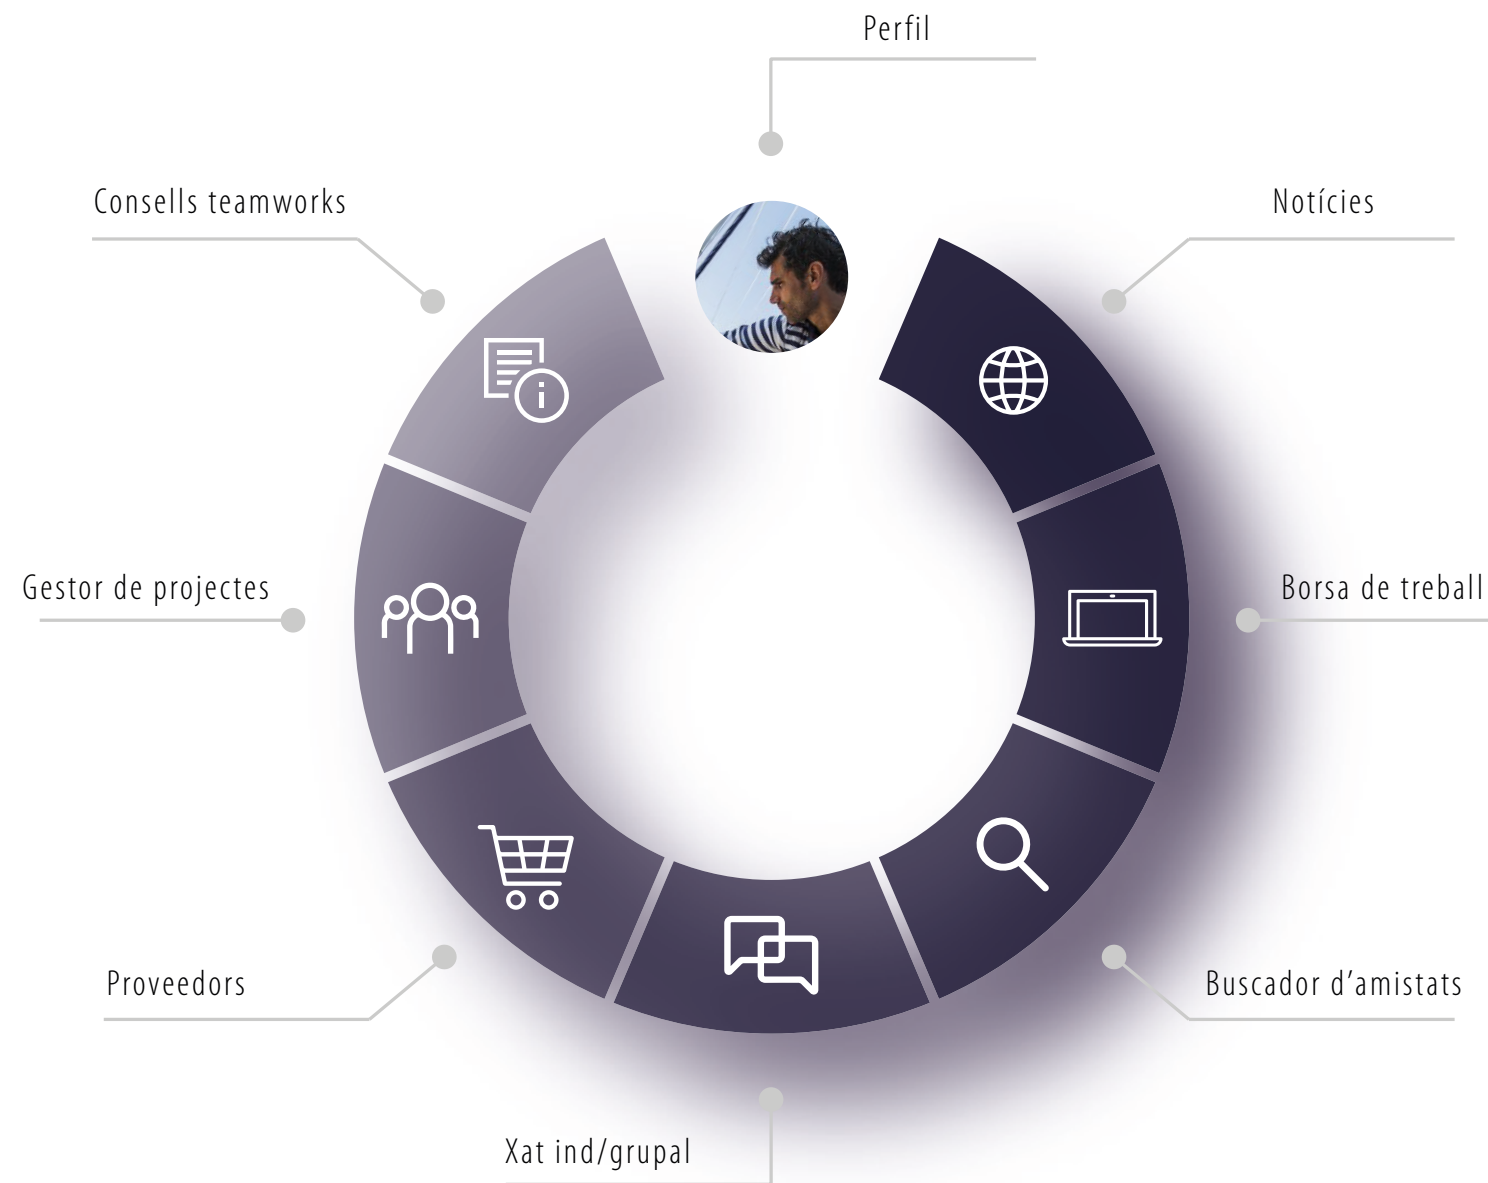 Perfil
Consells teamworks
Notícies
Gestor de projectes
Borsa de treball
Proveedors
Buscador d’amistats
Xat ind/grupal